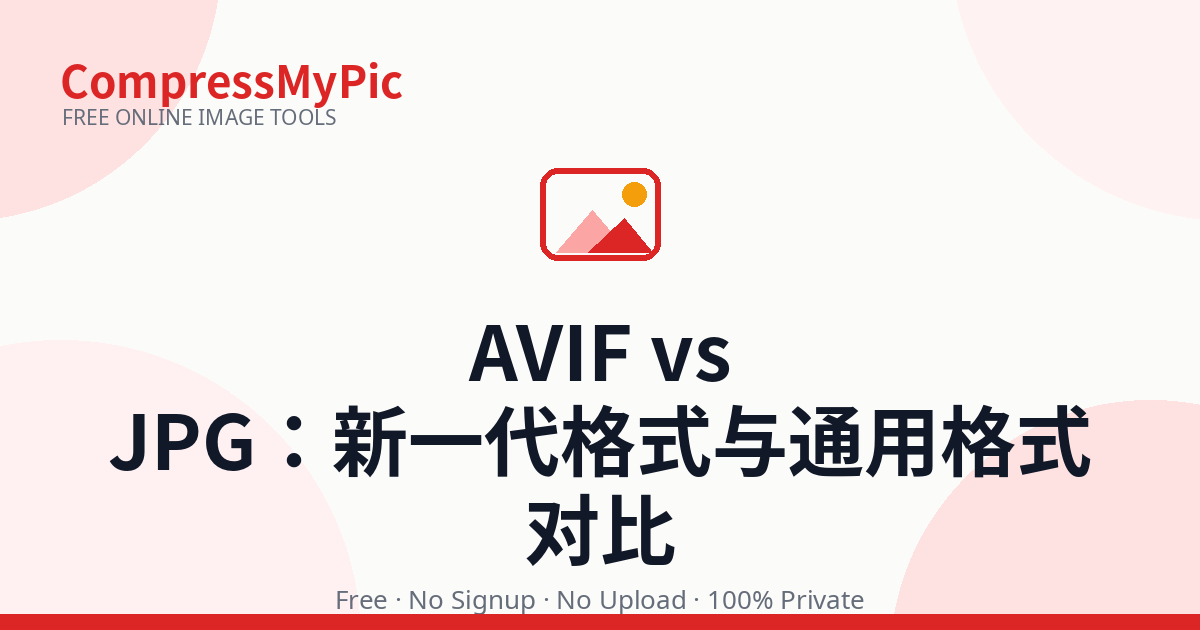 CompressMyPic
FREE ONLINE IMAGE TOOLS
AVIF vs
JPG：新一代格式与通用格式
对比
Free · No Signup · No Upload · 100% Private